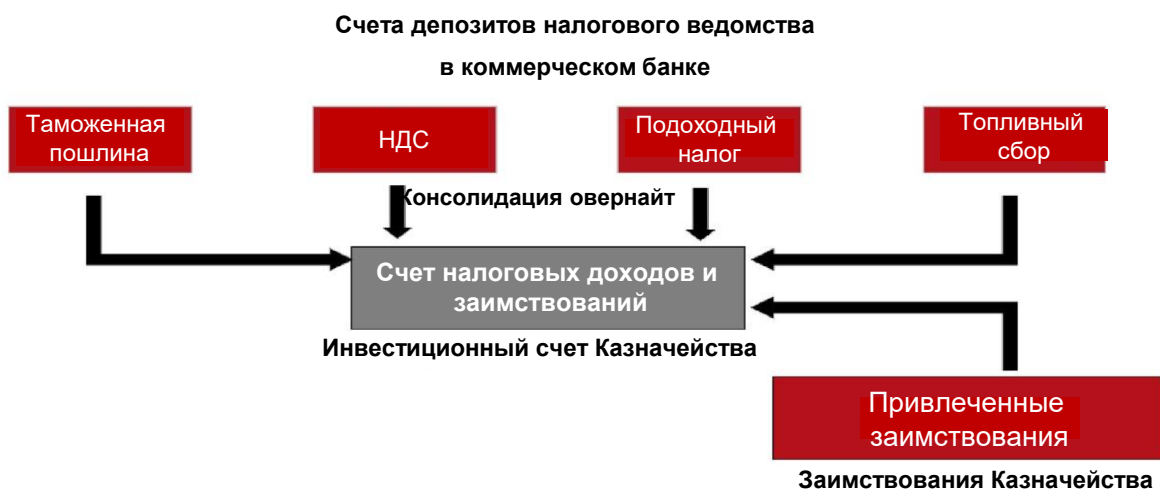 Счета депозитов налогового ведомства
в коммерческом банке
Таможенная
пошлина
НДС
Подоходный
налог
Топливный
сбор
Консолидация овернайт
Счет налоговых доходов и
заимствований
Инвестиционный счет Казначейства
Привлеченные
заимствования
Заимствования Казначейства